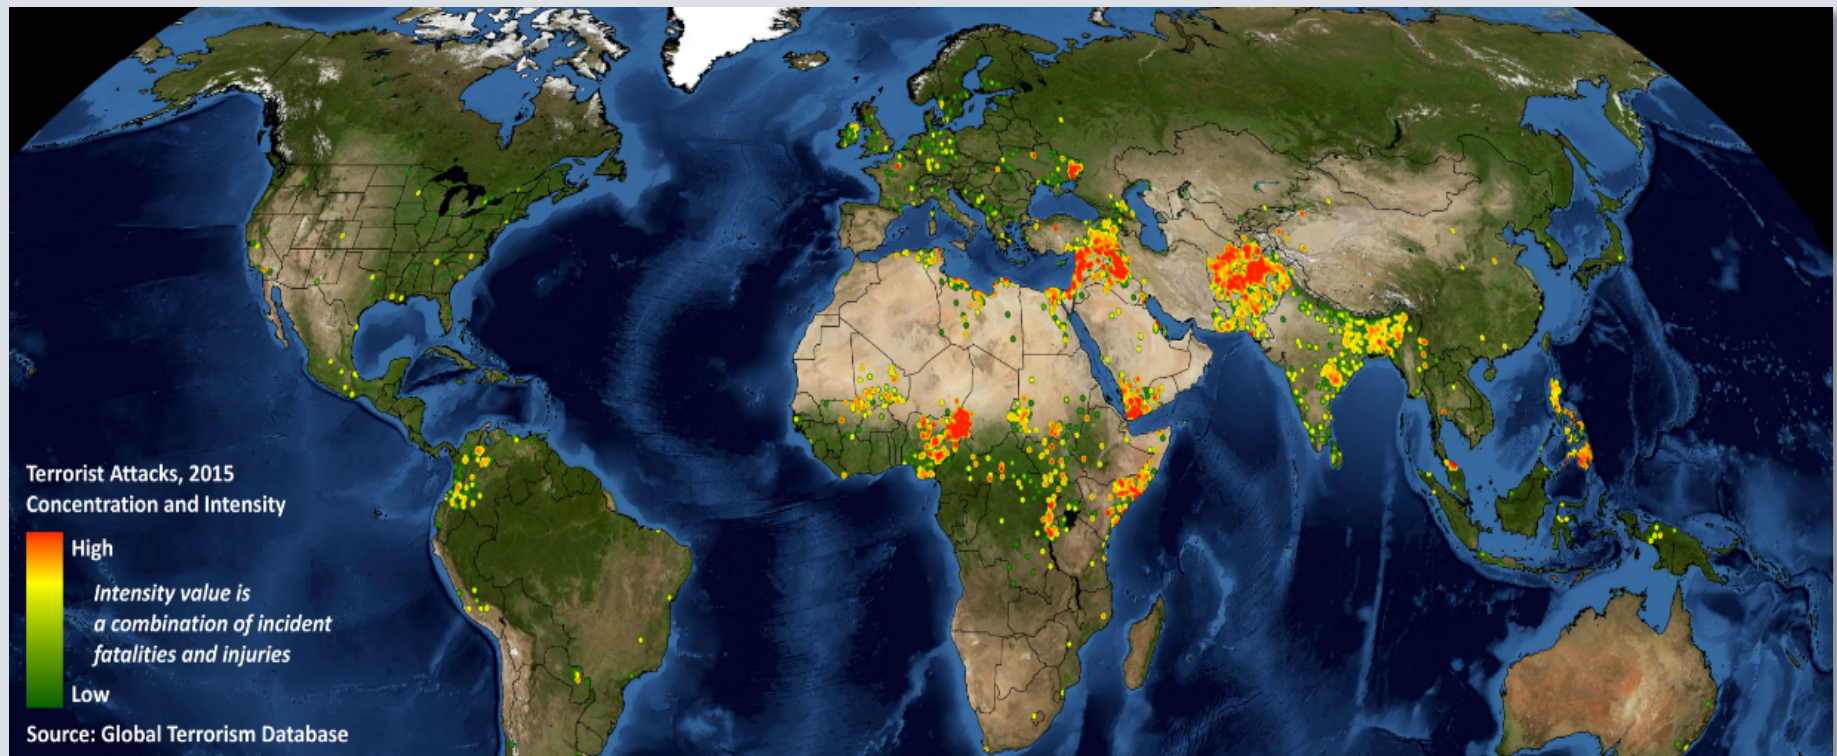 Terrorist Attacks, 2015
Concentration and Intensity
High
Intensity value is
a combination of incident
fatalities and injuries
Low
Source: Global Terrorism Database